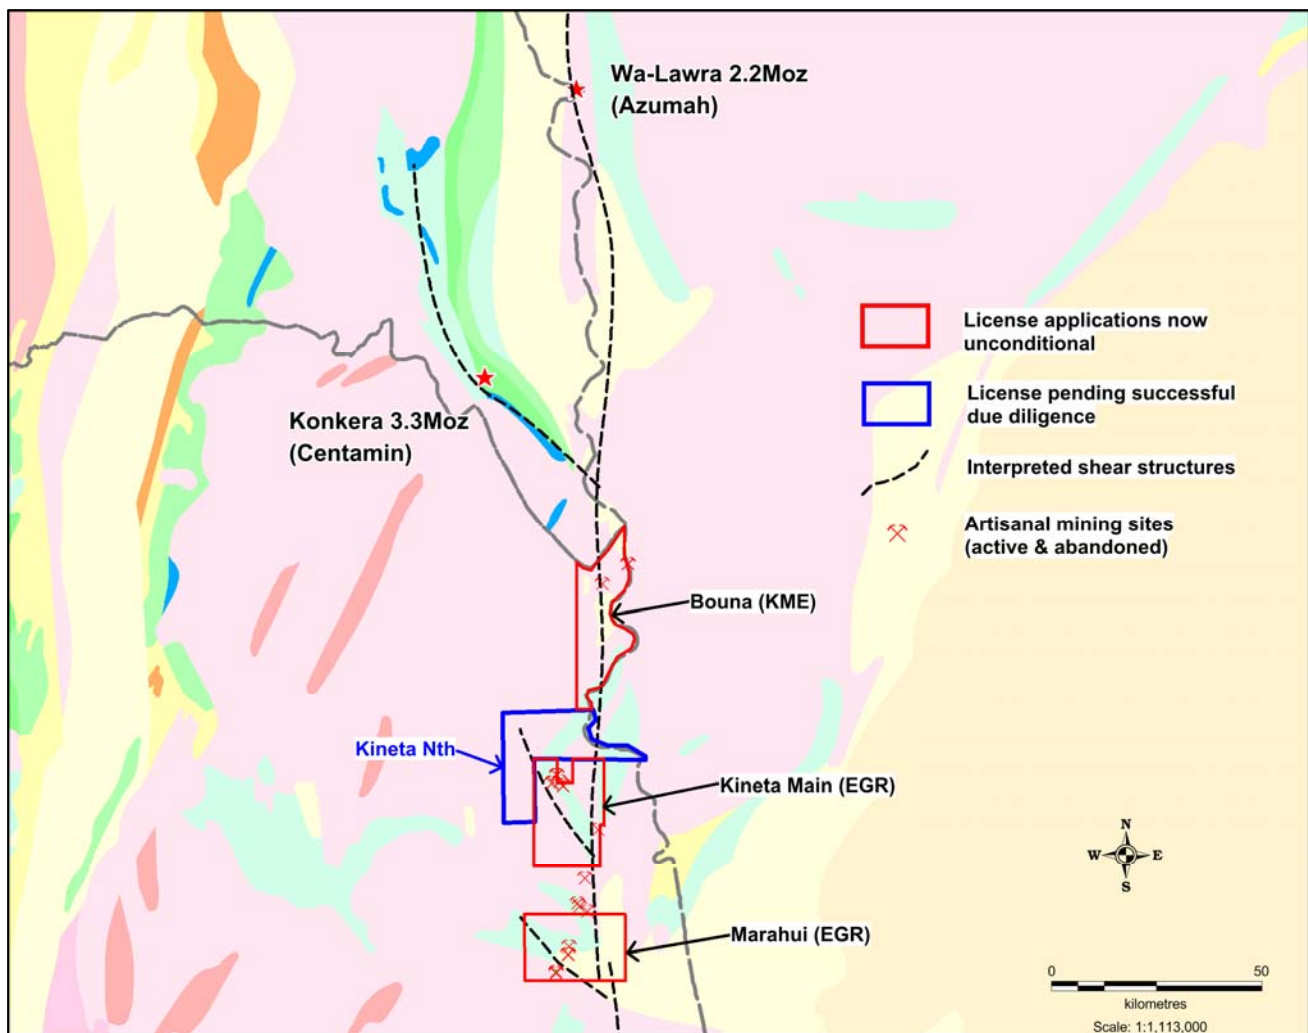 Wa-Lawra 2.2Moz
(Azumah)
Konkera 3.3Moz
(Centamin)
License applications now
unconditional
License pending successful
due diligence
Interpreted shear structures
Artisanal mining sites
(active & abandoned)
Bouna (KME)
Kineta Nth
Kineta Main (EGR)
Marahui (EGR)
N
W E
S
0 50
kilometres
Scale: 1:1,113,000